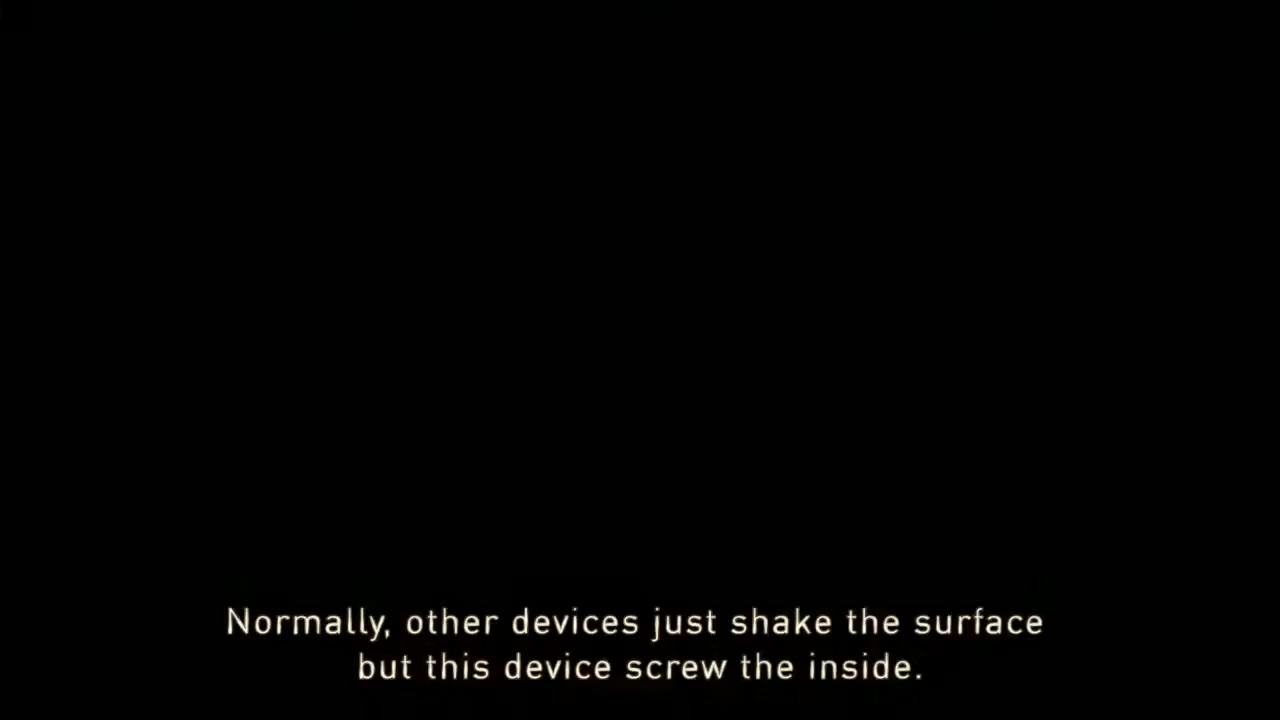 Normally, other devices just shake the surface
but this device screw the inside.